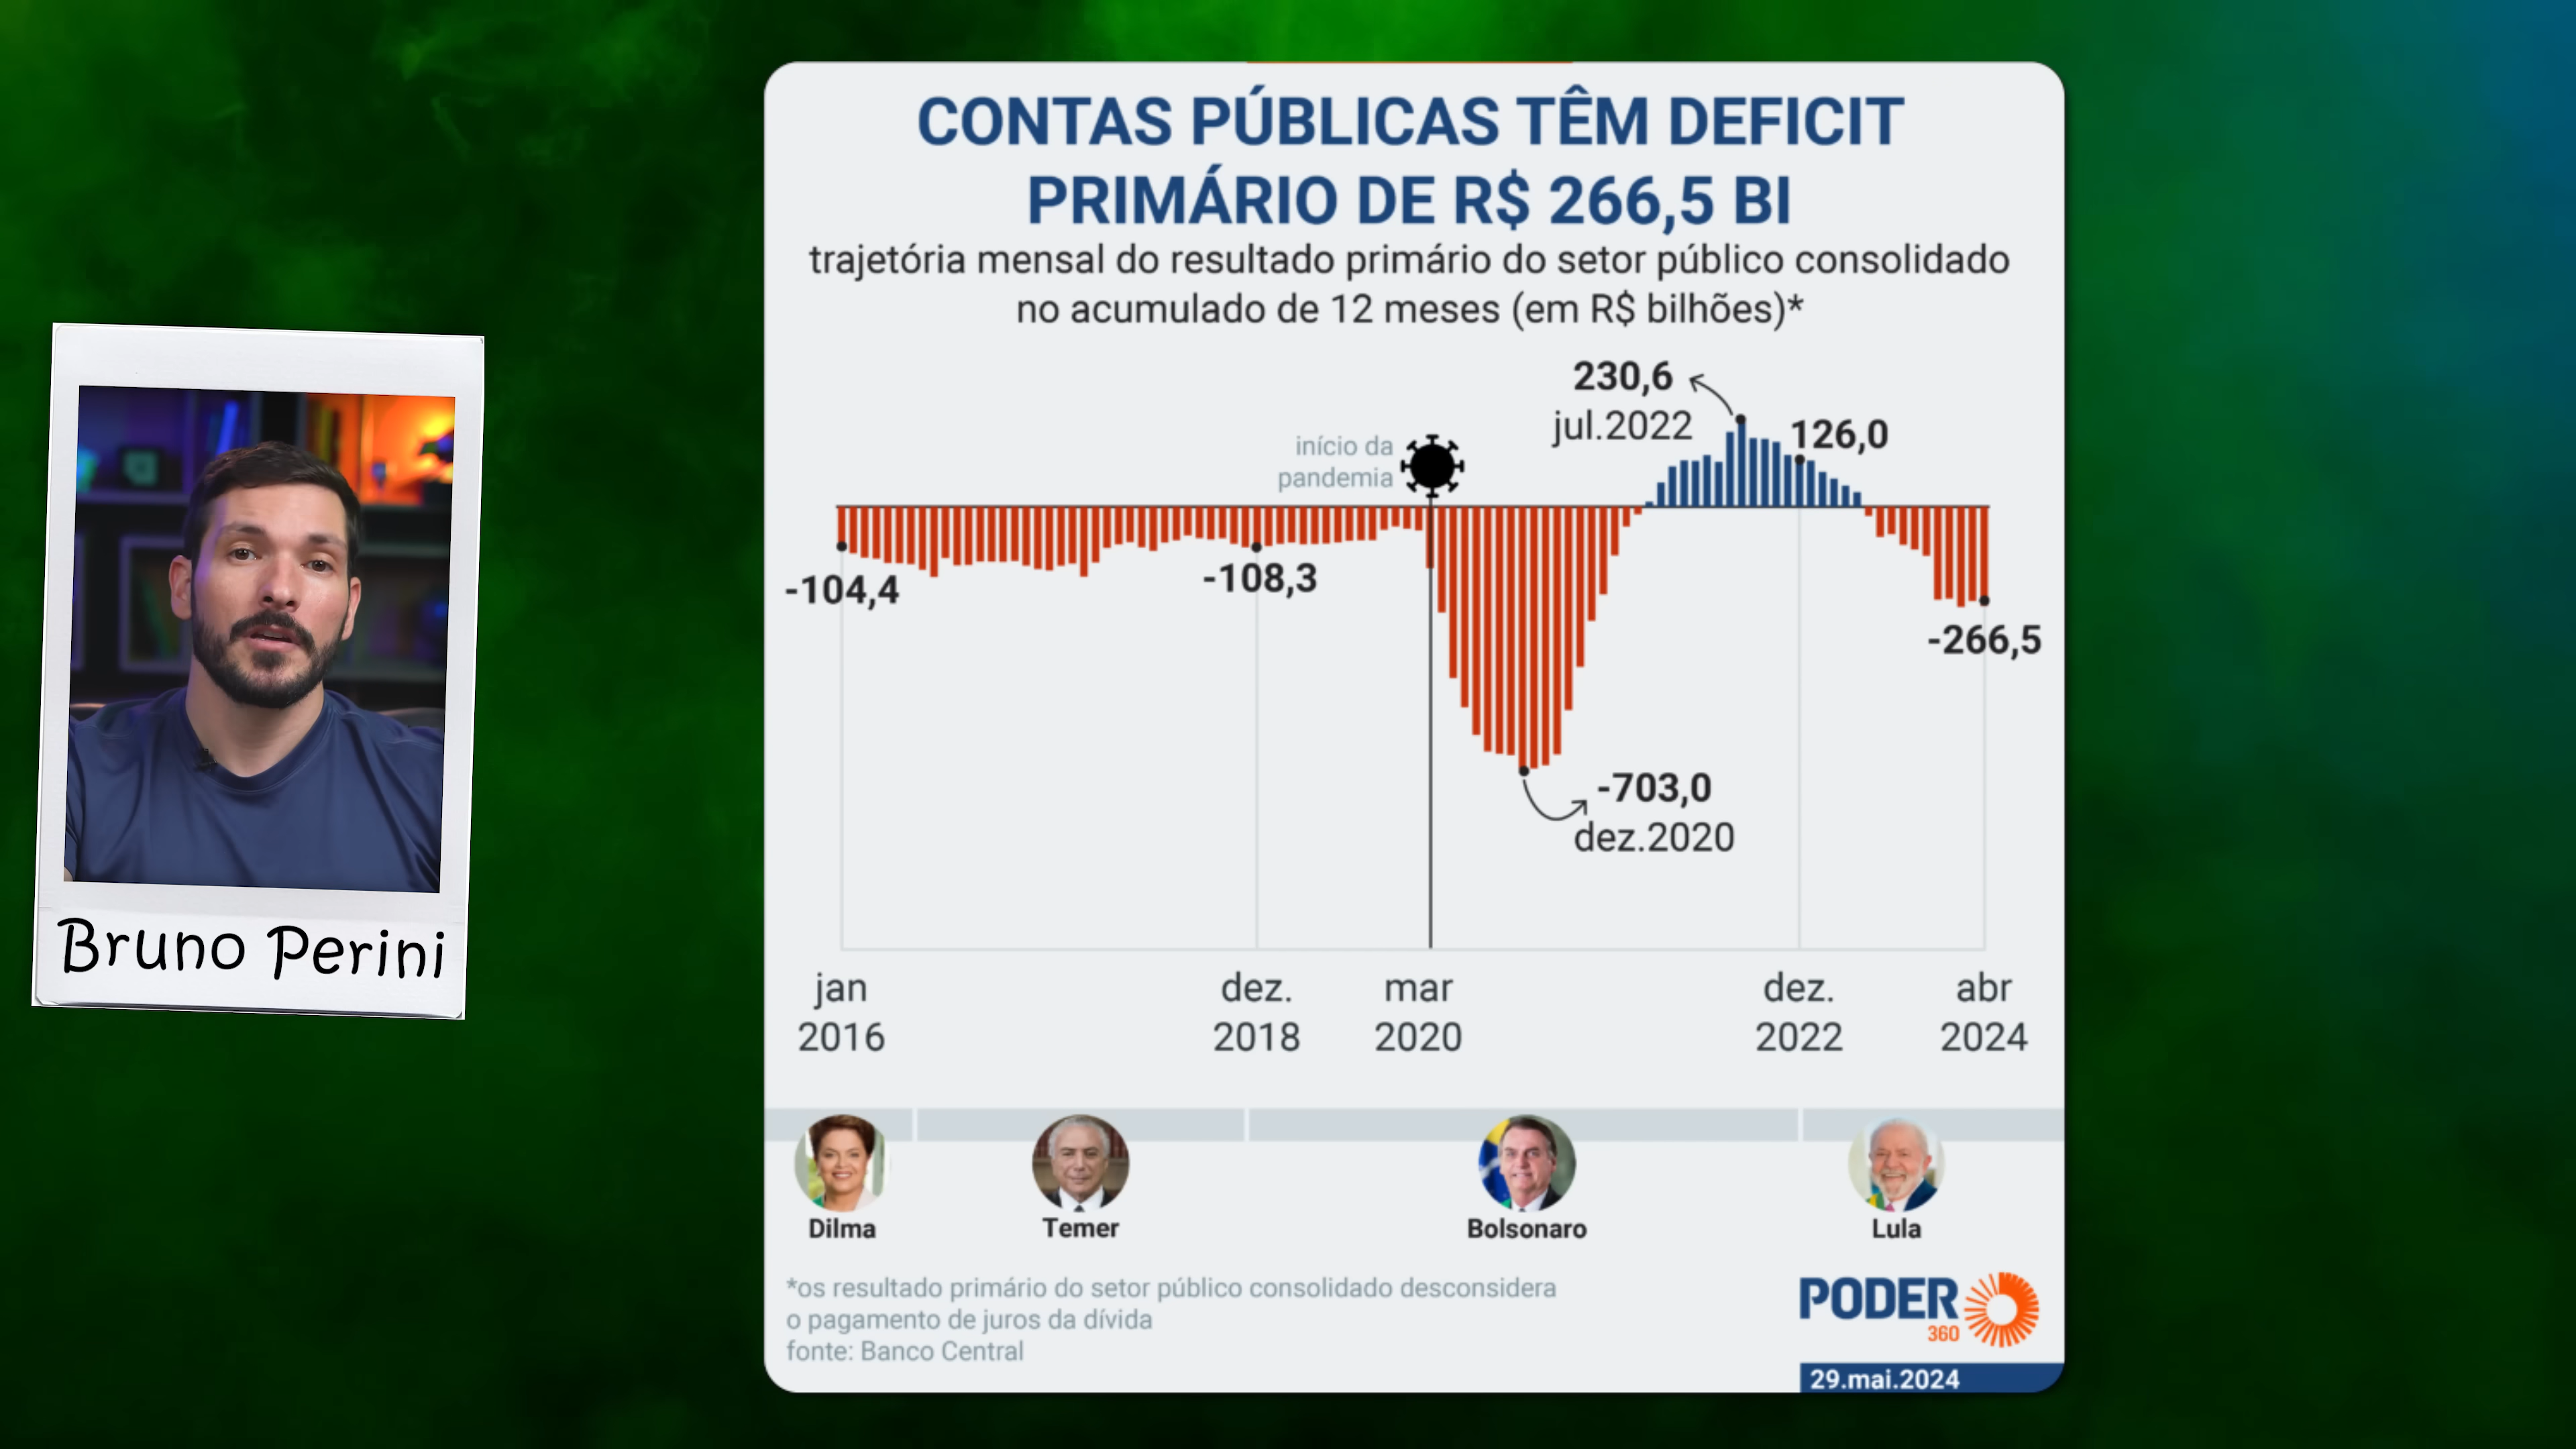 CONTAS PÚBLICAS TÊM DEFICIT
PRIMÁRIO DE R$ 266,5 BI
trajetória mensal do resultado primário do setor público consolidado
no acumulado de 12 meses (em R$ bilhões)*
230,6
jul.2022
126,0
início da
pandemia
-104,4
-108,3
-266,5
-703,0
dez.2020
jan
2016
dez.
2018
mar
2020
dez.
2022
abr
2024
Dilma
Temer
Bolsonaro
Lula
*os resultado primário do setor público consolidado desconsidera
o pagamento de juros da dívida
fonte: Banco Central
PODER
360
29.mai.2024
Bruno Perini